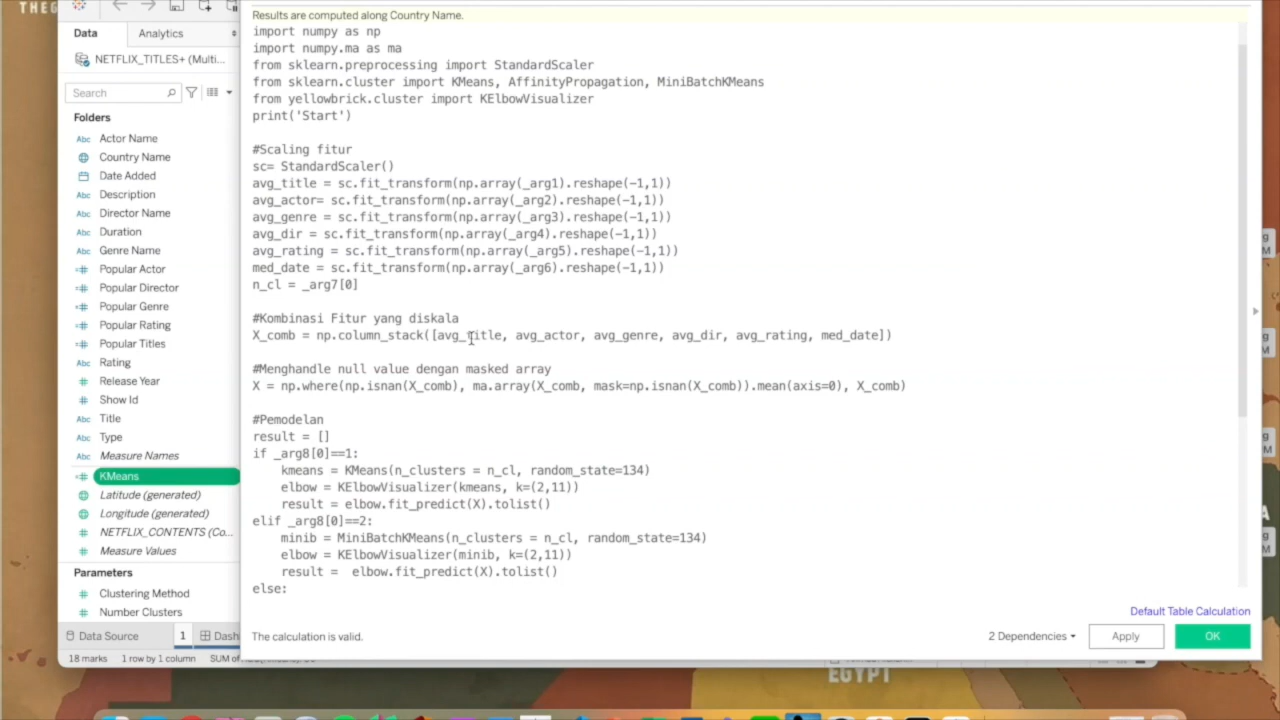 THEG
Data
Analytics
NETFLIX_TITLES+ (Multi...
Search
Folders
Abc Actor Name
Country Name
Date Added
Abc Description
Abc Director Name
Abc Duration
Abc Genre Name
Popular Actor
Popular Director
Popular Genre
Popular Rating
Popular Titles
Abc Rating
Release Year
Show Id
Abc Title
Abc Type
Abc Measure Names
KMeans
Latitude (generated)
Longitude (generated)
NETFLIX_CONTENTS (Co...
Measure Values
Parameters
Clustering Method
Number Clusters
Data Source
1
Dash
18 marks 1 row by 1 column
Results are computed along Country Name.
import numpy as np
import numpy.ma as ma
from sklearn.preprocessing import StandardScaler
from sklearn.cluster import KMeans, AffinityPropagation, MiniBatchKMeans
from yellowbrick.cluster import KElbowVisualizer
print('Start')
#Scaling fitur
sc= StandardScaler()
avg_title = sc.fit_transform(np.array(_arg1).reshape(-1,1))
avg_actor= sc.fit_transform(np.array(_arg2).reshape(-1,1))
avg_genre = sc.fit_transform(np.array(_arg3).reshape(-1,1))
avg_dir = sc.fit_transform(np.array(_arg4).reshape(-1,1))
avg_rating = sc.fit_transform(np.array(_arg5).reshape(-1,1))
med_date = sc.fit_transform(np.array(_arg6).reshape(-1,1))
n_cl = _arg7[0]
#Kombinasi Fitur yang diskala
X_comb = np.column_stack([avg_title, avg_actor, avg_genre, avg_dir, avg_rating, med_date])
#Menghandle null value dengan masked array
X = np.where(np.isnan(X_comb), ma.array(X_comb, mask=np.isnan(X_comb)).mean(axis=0), X_comb)
#Pemodelan
result = []
if _arg8[0]==1:
    kmeans = KMeans(n_clusters = n_cl, random_state=134)
    elbow = KElbowVisualizer(kmeans, k=(2,11))
    result = elbow.fit_predict(X).tolist()
elif _arg8[0]==2:
    minib = MiniBatchKMeans(n_clusters = n_cl, random_state=134)
    elbow = KElbowVisualizer(minib, k=(2,11))
    result =  elbow.fit_predict(X).tolist()
else:
Default Table Calculation
The calculation is valid.
2 Dependencies
Apply
OK
EGYPT